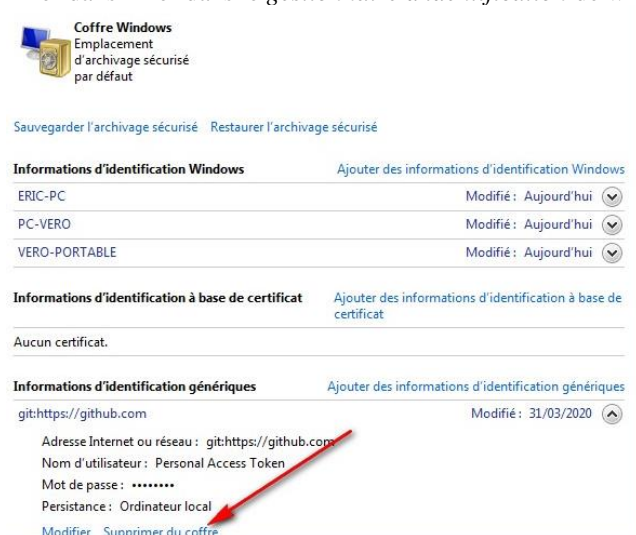 Coffre Windows
Emplacement
d'archivage sécurisé
par défaut
Sauvegarder l'archivage sécurisé Restaurer l'archivage sécurisé
Informations d'identification Windows Ajouter des informations d'identification Windows
ERIC-PC Modifié : Aujourd'hui
PC-VERO Modifié : Aujourd'hui
VERO-PORTABLE Modifié : Aujourd'hui
Informations d'identification à base de certificat Ajouter des informations d'identification à base de
certificat
Aucun certificat.
Informations d'identification génériques Ajouter des informations d'identification génériques
git:https://github.com Modifié : 31/03/2020
Adresse Internet ou réseau : git:https://github.com
Nom d'utilisateur : Personal Access Token
Mot de passe : ••••••••
Persistance : Ordinateur local
Modifier Supprimer du coffre